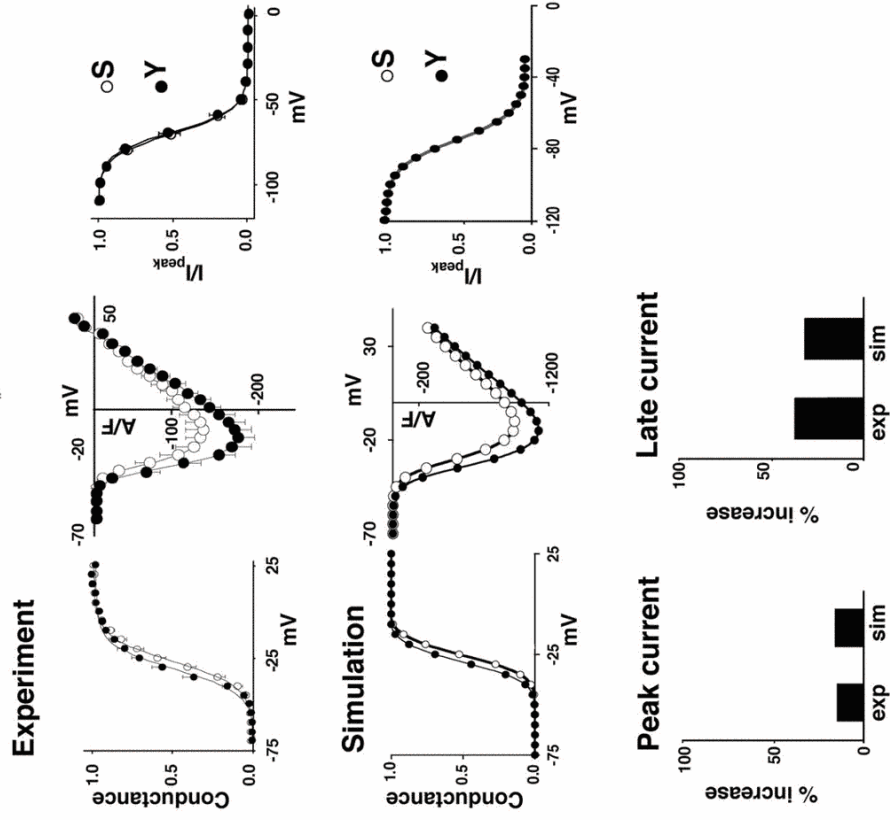 Experiment
Conductance
1.0
0.5
0.0
-75
-25
25
mV
-70
-20
mV
50
A/F
-100
-200
I/Ipeak
1.0
0.5
0.0
-100
-50
0
mV
S
Y
Simulation
Conductance
1.0
0.5
0.0
-75
-25
25
mV
-70
-20
mV
30
A/F
-200
-1200
I/Ipeak
1.0
0.5
0.0
-120
-80
-40
0
mV
S
Y
Peak current
% increase
100
50
0
exp
sim
Late current
% increase
100
50
0
exp
sim